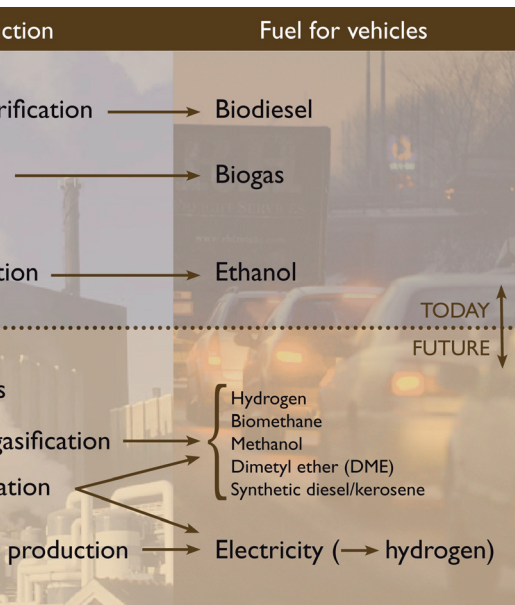 ction Fuel for vehicles
rification Biodiesel
Biogas
tion Ethanol
TODAY
FUTURE
s
Hydrogen
Biomethane
gasification Methanol
Dimetyl ether (DME)
ation Synthetic diesel/kerosene
production Electricity (→ hydrogen)